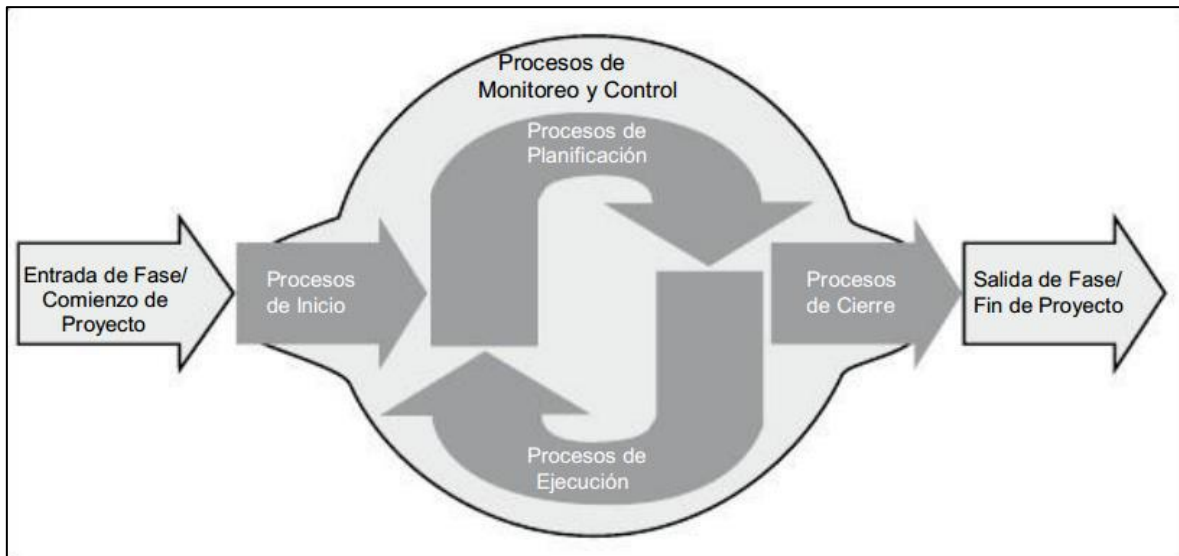 Procesos de
Monitoreo y Control
Procesos de
Planificación
Entrada de Fase/
Comienzo de
Proyecto
Procesos
de Inicio
Procesos
de Cierre
Salida de Fase/
Fin de Proyecto
Procesos de
Ejecución